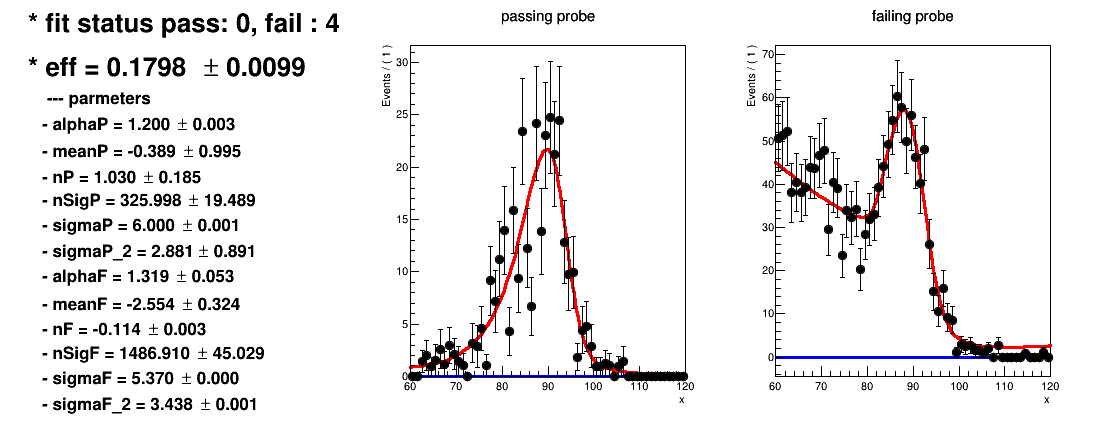 * fit status pass: 0, fail : 4
* eff = 0.1798 ± 0.0099
--- parmeters
- alphaP = 1.200 ± 0.003
- meanP = -0.389 ± 0.995
- nP = 1.030 ± 0.185
- nSigP = 325.998 ± 19.489
- sigmaP = 6.000 ± 0.001
- sigmaP_2 = 2.881 ± 0.891
- alphaF = 1.319 ± 0.053
- meanF = -2.554 ± 0.324
- nF = -0.114 ± 0.003
- nSigF = 1486.910 ± 45.029
- sigmaF = 5.370 ± 0.000
- sigmaF_2 = 3.438 ± 0.001
passing probe
Events / ( 1 )
30
25
20
15
10
5
0
60 70 80 90 100 110 120
x
failing probe
Events / ( 1 )
70
60
50
40
30
20
10
0
60 70 80 90 100 110 120
x